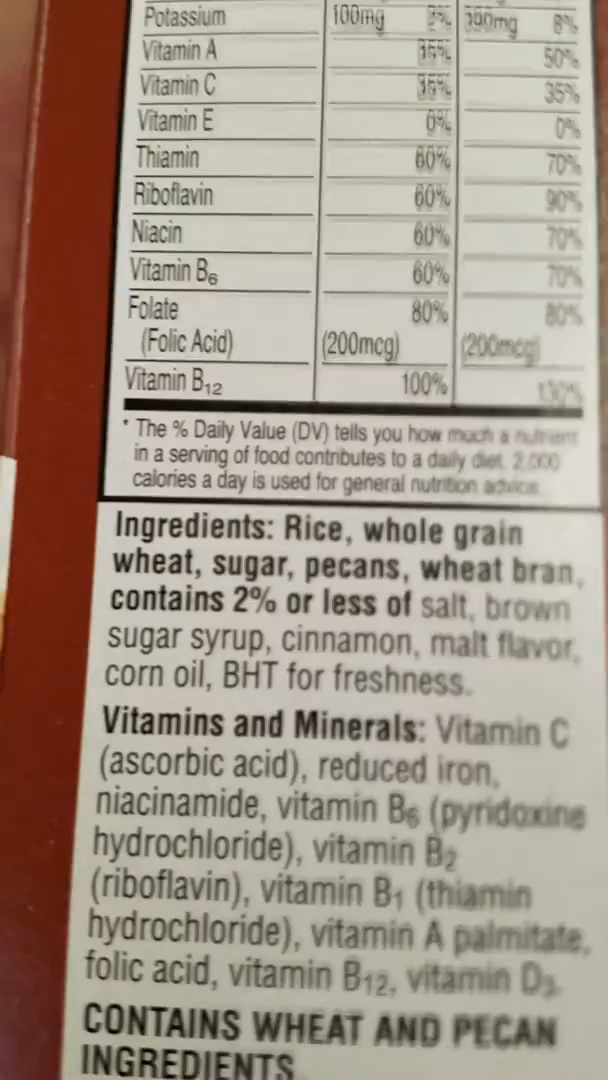 Potassium 100mg 2% 350mg 8%
Vitamin A 35% 50%
Vitamin C 35% 35%
Vitamin E 0% 0%
Thiamin 60% 70%
Riboflavin 60% 90%
Niacin 60% 70%
Vitamin B6 60% 70%
Folate 80% 80%
(Folic Acid) (200mcg) (200mcg)
Vitamin B12 100% 130%
* The % Daily Value (DV) tells you how much a nutrient
in a serving of food contributes to a daily diet. 2,000
calories a day is used for general nutrition advice.
Ingredients: Rice, whole grain
wheat, sugar, pecans, wheat bran,
contains 2% or less of salt, brown
sugar syrup, cinnamon, malt flavor,
corn oil, BHT for freshness.
Vitamins and Minerals: Vitamin C
(ascorbic acid), reduced iron,
niacinamide, vitamin B6 (pyridoxine
hydrochloride), vitamin B2
(riboflavin), vitamin B1 (thiamin
hydrochloride), vitamin A palmitate,
folic acid, vitamin B12, vitamin D3.
CONTAINS WHEAT AND PECAN
INGREDIENTS